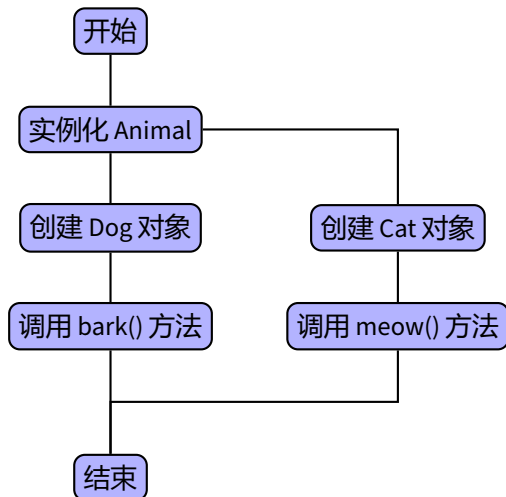 开始
实例化 Animal
创建 Dog 对象
创建 Cat 对象
调用 bark() 方法
调用 meow() 方法
结束